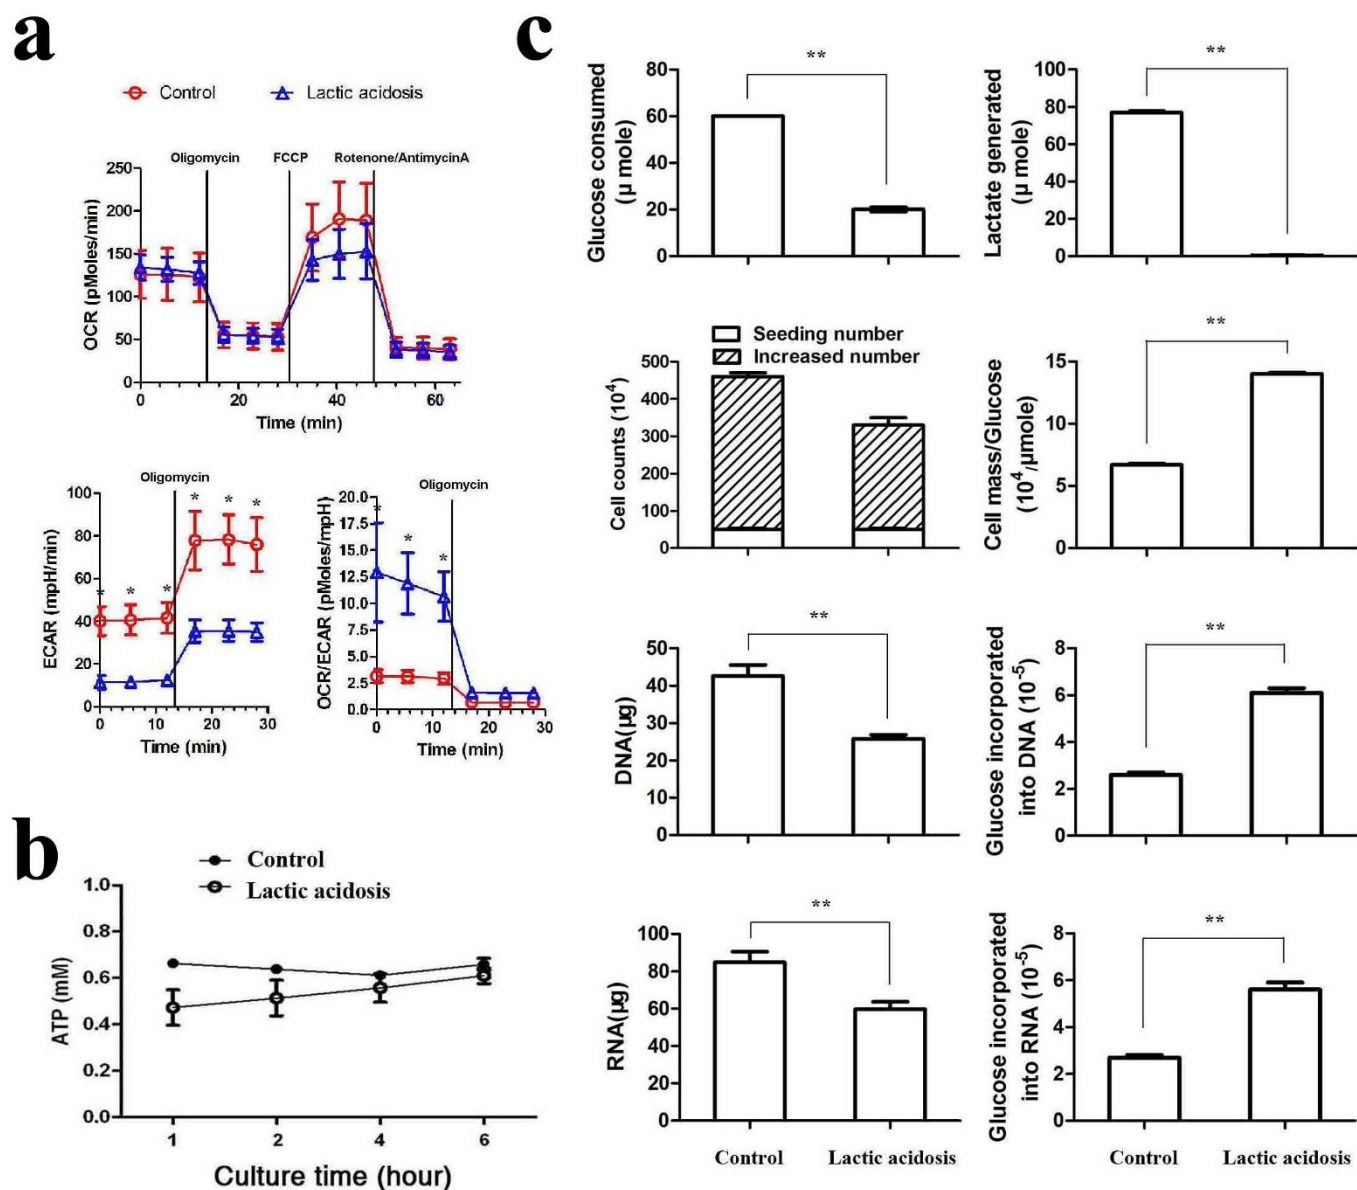 a
Control
Lactic acidosis
Oligomycin
FCCP
Rotenone/AntimycinA
OCR (pMoles/min)
250
200
150
100
50
0
0
20
40
60
Time (min)
Oligomycin
ECAR (mpH/min)
100
80
60
40
20
0
* * * * * *
0
10
20
30
Time (min)
Oligomycin
OCR/ECAR (pMoles/mpH)
20.0
17.5
15.0
12.5
10.0
7.5
5.0
2.5
0.0
* * *
0
10
20
30
Time (min)
b
Control
Lactic acidosis
ATP (mM)
1.0
0.8
0.6
0.4
0.2
0.0
1
2
4
6
Culture time (hour)
c
**
Glucose consumed
(μ mole)
80
60
40
20
0
**
Lactate generated
(μ mole)
100
80
60
40
20
0
Seeding number
Increased number
Cell counts (10⁴)
500
400
300
200
100
0
**
Cell mass/Glucose
(10⁴/μmole)
15
10
5
0
**
DNA(μg)
50
40
30
20
10
0
**
Glucose incorporated
into DNA (10⁻⁵)
8
6
4
2
0
**
RNA(μg)
100
80
60
40
20
0
Control
Lactic acidosis
**
Glucose incorporated
into RNA (10⁻⁵)
8
6
4
2
0
Control
Lactic acidosis